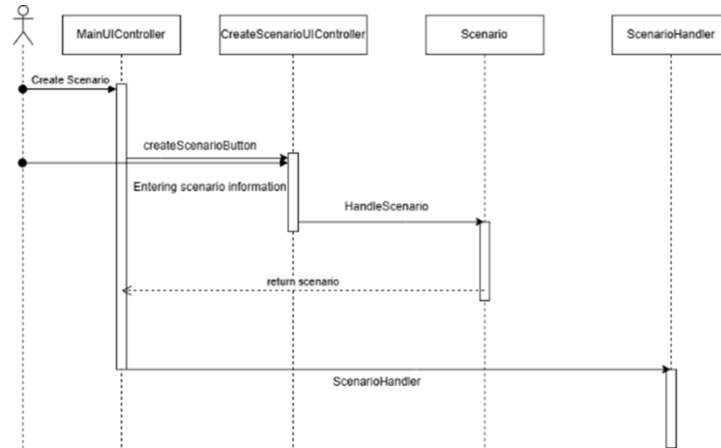 MainUIController
CreateScenarioUIController
Scenario
ScenarioHandler
Create Scenario
createScenarioButton
Entering scenario information
HandleScenario
return scenario
ScenarioHandler